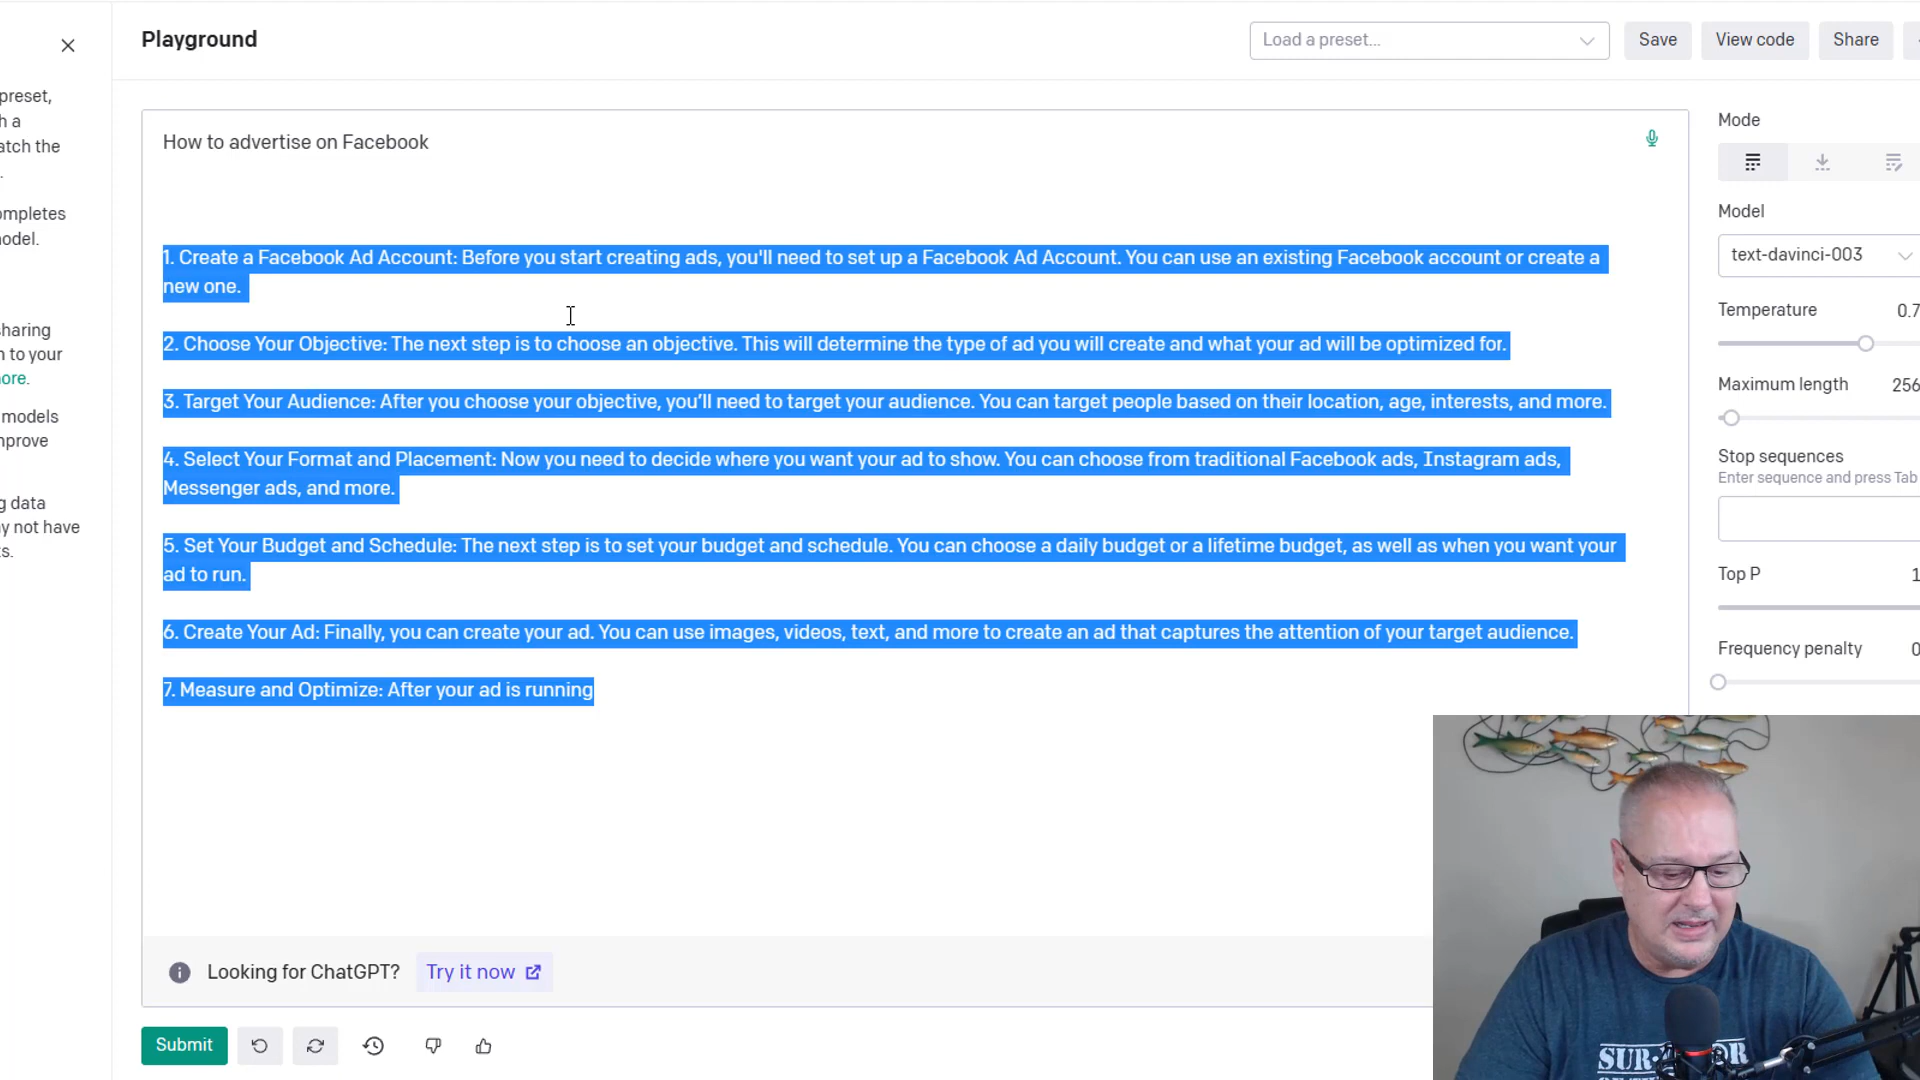 Playground
Load a preset...
Save
View code
Share
preset,
h a
atch the
.
ompletes
odel.
sharing
n to your
ore.
models
mprove
g data
y not have
s.
How to advertise on Facebook
1. Create a Facebook Ad Account: Before you start creating ads, you'll need to set up a Facebook Ad Account. You can use an existing Facebook account or create a
new one.
2. Choose Your Objective: The next step is to choose an objective. This will determine the type of ad you will create and what your ad will be optimized for.
3. Target Your Audience: After you choose your objective, you’ll need to target your audience. You can target people based on their location, age, interests, and more.
4. Select Your Format and Placement: Now you need to decide where you want your ad to show. You can choose from traditional Facebook ads, Instagram ads,
Messenger ads, and more.
5. Set Your Budget and Schedule: The next step is to set your budget and schedule. You can choose a daily budget or a lifetime budget, as well as when you want your
ad to run.
6. Create Your Ad: Finally, you can create your ad. You can use images, videos, text, and more to create an ad that captures the attention of your target audience.
7. Measure and Optimize: After your ad is running
Looking for ChatGPT? Try it now
Submit
Mode
Model
text-davinci-003
Temperature 0.7
Maximum length 256
Stop sequences
Enter sequence and press Tab
Top P 1
Frequency penalty 0